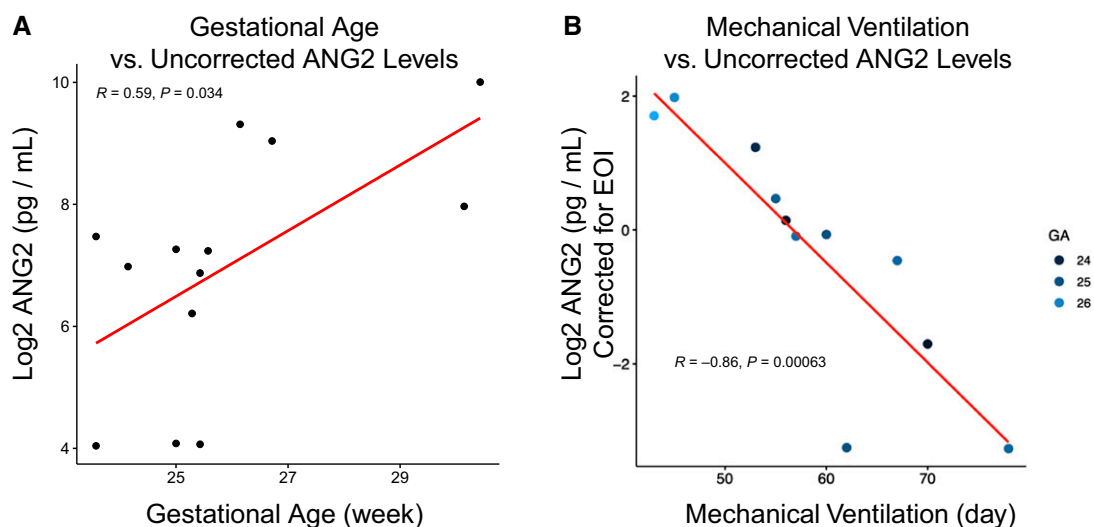 A
Gestational Age
vs. Uncorrected ANG2 Levels
R = 0.59, P = 0.034
Log2 ANG2 (pg / mL)
10
8
6
4
25
27
29
Gestational Age (week)
B
Mechanical Ventilation
vs. Uncorrected ANG2 Levels
Log2 ANG2 (pg / mL)
Corrected for EOI
2
0
−2
R = –0.86, P = 0.00063
50
60
70
Mechanical Ventilation (day)
GA
24
25
26